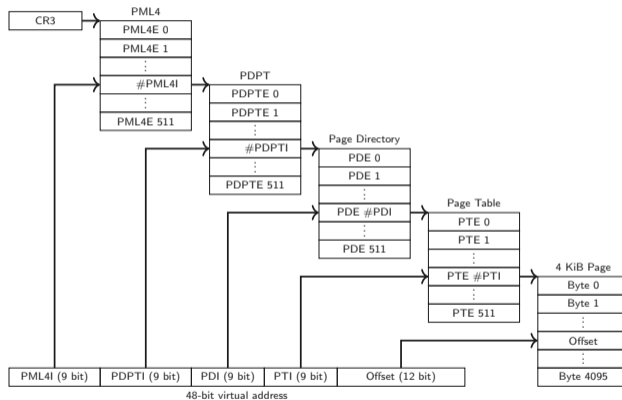 CR3
PML4
PML4E 0
PML4E 1
⋮
#PML4I
⋮
PML4E 511
PDPT
PDPTE 0
PDPTE 1
⋮
#PDPTI
⋮
PDPTE 511
Page Directory
PDE 0
PDE 1
⋮
PDE #PDI
⋮
PDE 511
Page Table
PTE 0
PTE 1
⋮
PTE #PTI
⋮
PTE 511
4 KiB Page
Byte 0
Byte 1
⋮
Offset
⋮
Byte 4095
PML4I (9 bit) PDPTI (9 bit) PDI (9 bit) PTI (9 bit) Offset (12 bit)
48-bit virtual address